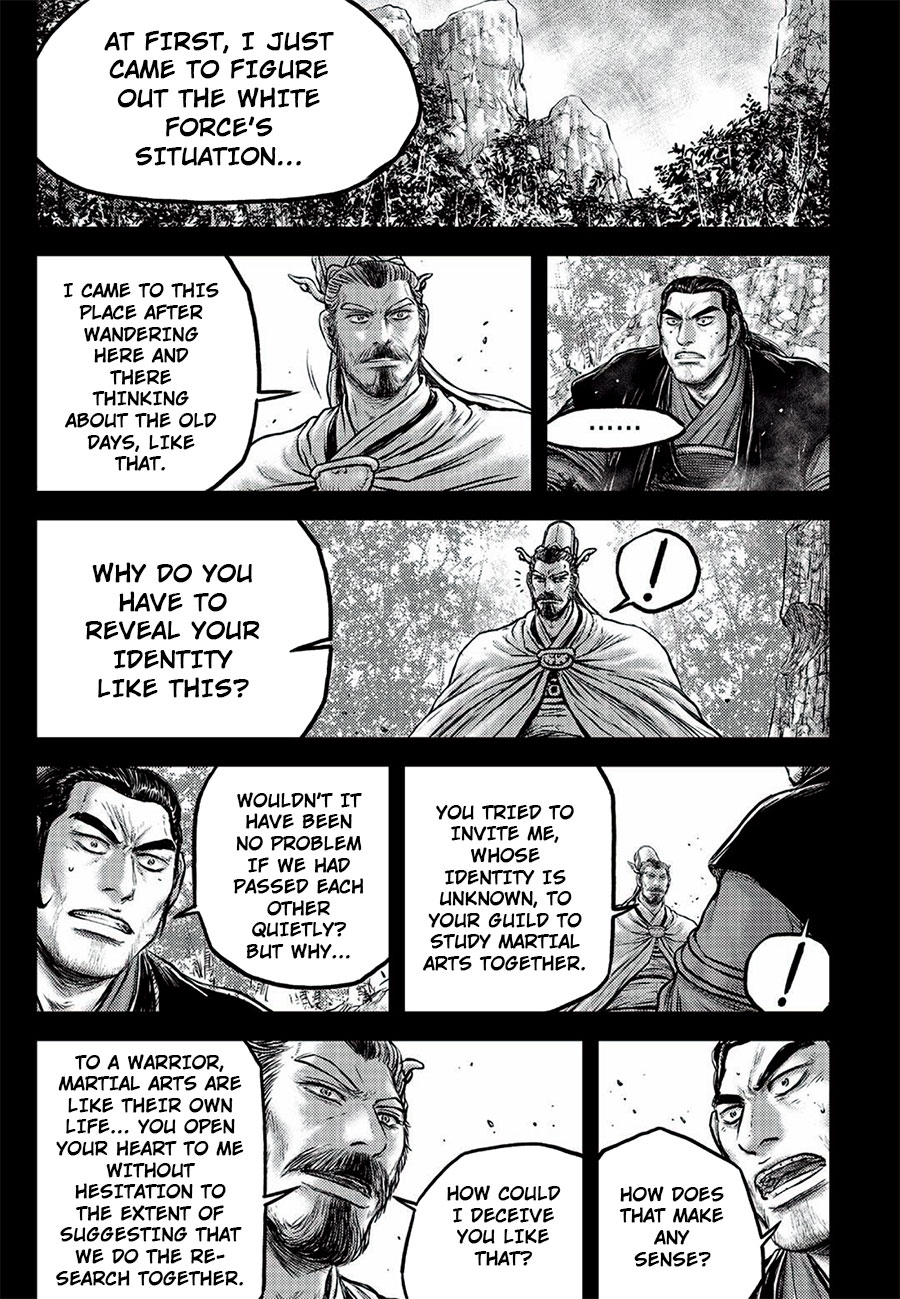 AT FIRST, I JUST
CAME TO FIGURE
OUT THE WHITE
FORCE'S
SITUATION...
I CAME TO THIS
PLACE AFTER
WANDERING
HERE AND
THERE
THINKING
ABOUT THE OLD
DAYS, LIKE
THAT.
......
WHY DO YOU
HAVE TO
REVEAL YOUR
IDENTITY
LIKE THIS?
!
WOULDN'T IT
HAVE BEEN
NO PROBLEM
IF WE HAD
PASSED EACH
OTHER
QUIETLY?
BUT WHY...
YOU TRIED TO
INVITE ME,
WHOSE
IDENTITY IS
UNKNOWN, TO
YOUR GUILD TO
STUDY MARTIAL
ARTS TOGETHER.
!
TO A WARRIOR,
MARTIAL ARTS ARE
LIKE THEIR OWN
LIFE... YOU OPEN
YOUR HEART TO ME
WITHOUT
HESITATION TO
THE EXTENT OF
SUGGESTING THAT
WE DO THE RE-
SEARCH TOGETHER.
HOW COULD
I DECEIVE
YOU LIKE
THAT?
HOW DOES
THAT MAKE
ANY
SENSE?